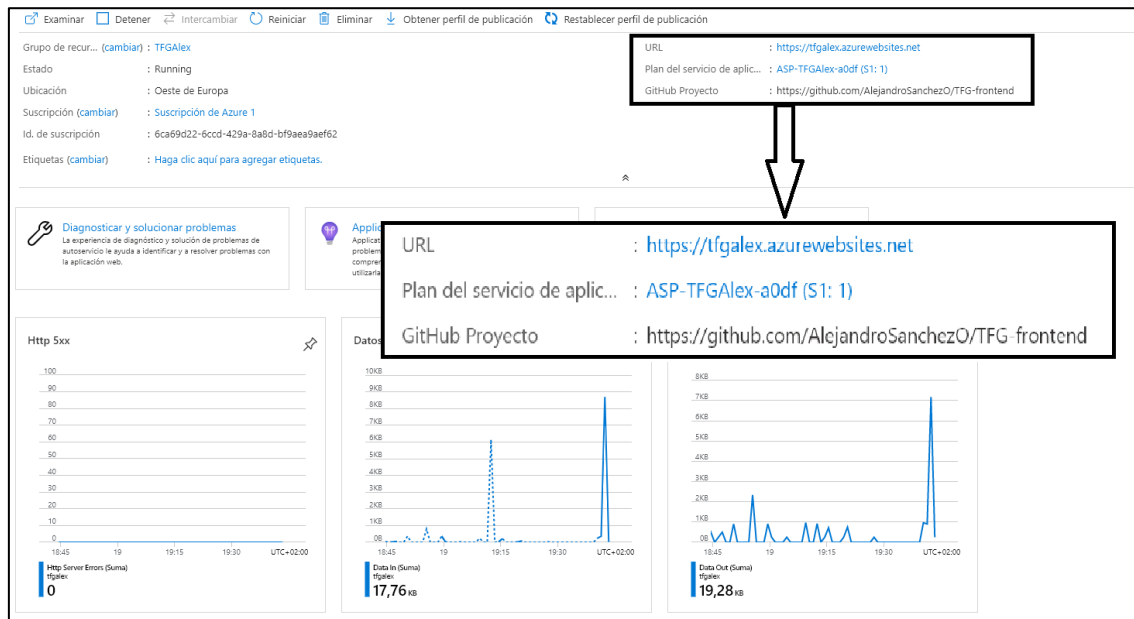 Examinar Detener Intercambiar Reiniciar Eliminar Obtener perfil de publicación Restablecer perfil de publicación
Grupo de recur... (cambiar) : TFGAlex
Estado : Running
Ubicación : Oeste de Europa
Suscripción (cambiar) : Suscripción de Azure 1
Id. de suscripción : 6ca69d22-6ccd-429a-8a8d-bf9aea9aef62
Etiquetas (cambiar) : Haga clic aquí para agregar etiquetas.
URL : https://tfgalex.azurewebsites.net
Plan del servicio de aplic... : ASP-TFGAlex-a0df (S1: 1)
GitHub Proyecto : https://github.com/AlejandroSanchezO/TFG-frontend
Diagnosticar y solucionar problemas
La experiencia de diagnóstico y solución de problemas de
autoservicio le ayuda a identificar y a resolver problemas con
la aplicación web.
Applic
Applicat
problem
compren
utilizarla
URL : https://tfgalex.azurewebsites.net
Plan del servicio de aplic... : ASP-TFGAlex-a0df (S1: 1)
GitHub Proyecto : https://github.com/AlejandroSanchezO/TFG-frontend
Http 5xx
100
90
80
70
60
50
40
30
20
10
0
18:45 19 19:15 19:30 UTC+02:00
Http Server Errors (Suma)
tfgalex
0
Datos
10KB
9KB
8KB
7KB
6KB
5KB
4KB
3KB
2KB
1KB
0B
18:45 19 19:15 19:30 UTC+02:00
Data In (Suma)
tfgalex
17,76 KB
8KB
7KB
6KB
5KB
4KB
3KB
2KB
1KB
0B
18:45 19 19:15 19:30 UTC+02:00
Data Out (Suma)
tfgalex
19,28 KB